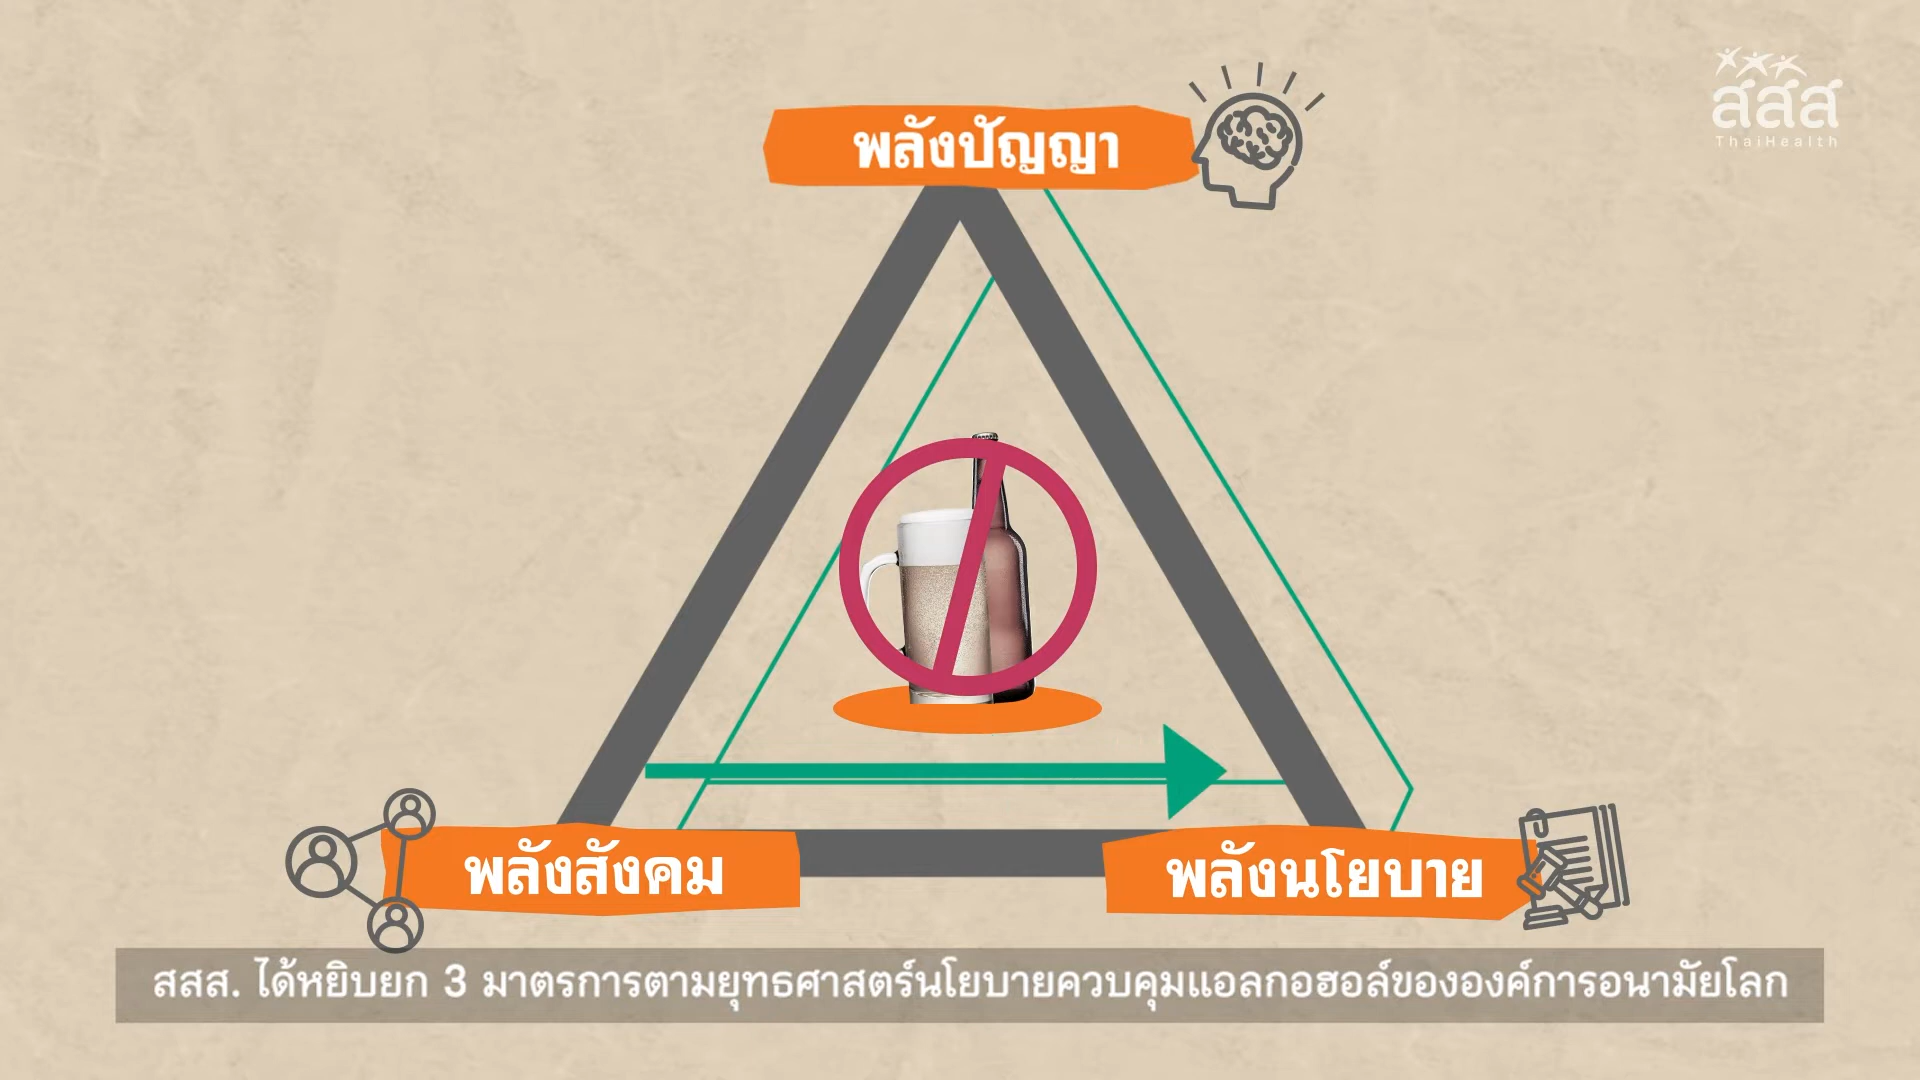 สสส
ThaiHealth
พลังปัญญา
พลังสังคม
พลังนโยบาย
สสส. ได้หยิบยก 3 มาตรการตามยุทธศาสตร์นโยบายควบคุมแอลกอฮอล์ขององค์การอนามัยโลก